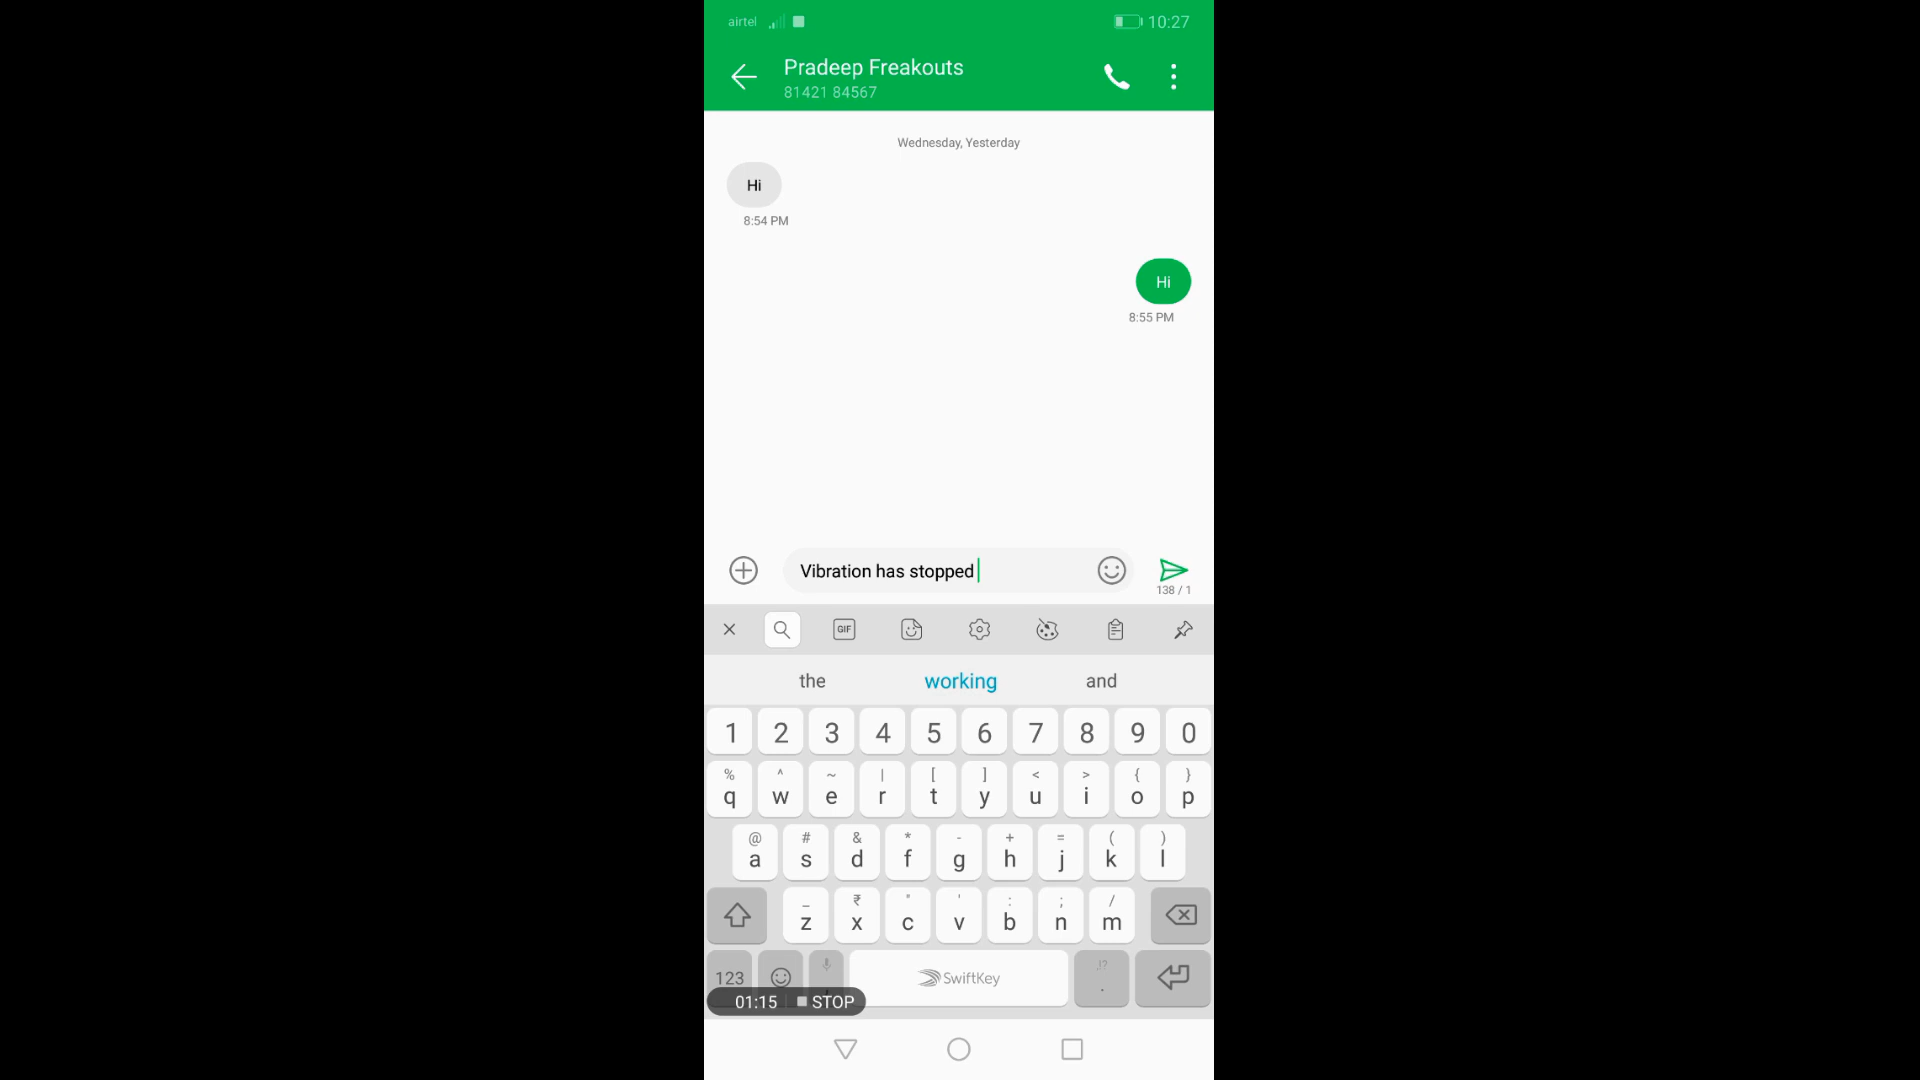 airtel 10:27
Pradeep Freakouts
81421 84567
Wednesday, Yesterday
Hi
8:54 PM
Hi
8:55 PM
Vibration has stopped
138 / 1
GIF
the working and
1 2 3 4 5 6 7 8 9 0
% ^ ~ | [ ] < > { }
q w e r t y u i o p
@ # & * - + = ( )
a s d f g h j k l
_ ₹ " ' : ; /
z x c v b n m
123 , SwiftKey ,!? .
01:15 STOP